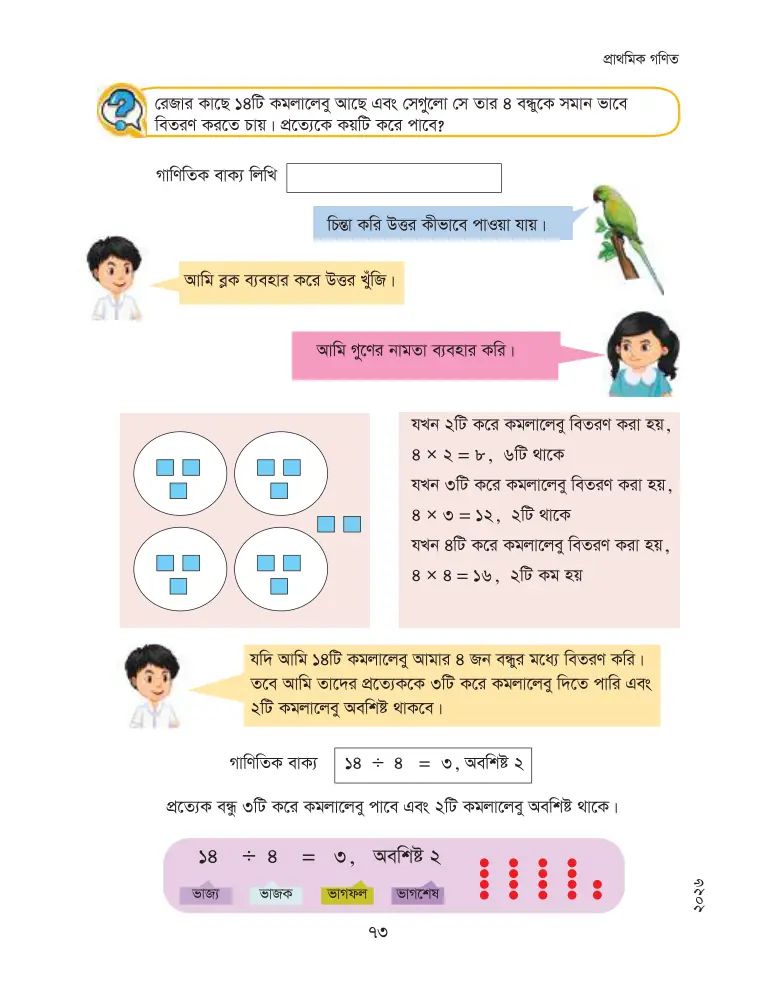 প্রাথমিক গণিত
রেজার কাছে ১৪টি কমলালেবু আছে এবং সেগুলো সে তার ৪ বন্ধুকে সমান ভাবে
বিতরণ করতে চায়। প্রত্যেকে কয়টি করে পাবে?
গাণিতিক বাক্য লিখি
চিন্তা করি উত্তর কীভাবে পাওয়া যায়।
আমি ব্লক ব্যবহার করে উত্তর খুঁজি।
আমি গুণের নামতা ব্যবহার করি।
যখন ২টি করে কমলালেবু বিতরণ করা হয়,
৪ × ২ = ৮, ৬টি থাকে
যখন ৩টি করে কমলালেবু বিতরণ করা হয়,
৪ × ৩ = ১২, ২টি থাকে
যখন ৪টি করে কমলালেবু বিতরণ করা হয়,
৪ × ৪ = ১৬, ২টি কম হয়
যদি আমি ১৪টি কমলালেবু আমার ৪ জন বন্ধুর মধ্যে বিতরণ করি।
তবে আমি তাদের প্রত্যেককে ৩টি করে কমলালেবু দিতে পারি এবং
২টি কমলালেবু অবশিষ্ট থাকবে।
গাণিতিক বাক্য ১৪ ÷ ৪ = ৩, অবশিষ্ট ২
প্রত্যেক বন্ধু ৩টি করে কমলালেবু পাবে এবং ২টি কমলালেবু অবশিষ্ট থাকে।
১৪ ÷ ৪ = ৩, অবশিষ্ট ২
ভাজ্য ভাজক ভাগফল ভাগশেষ
২০২৬
৭৩